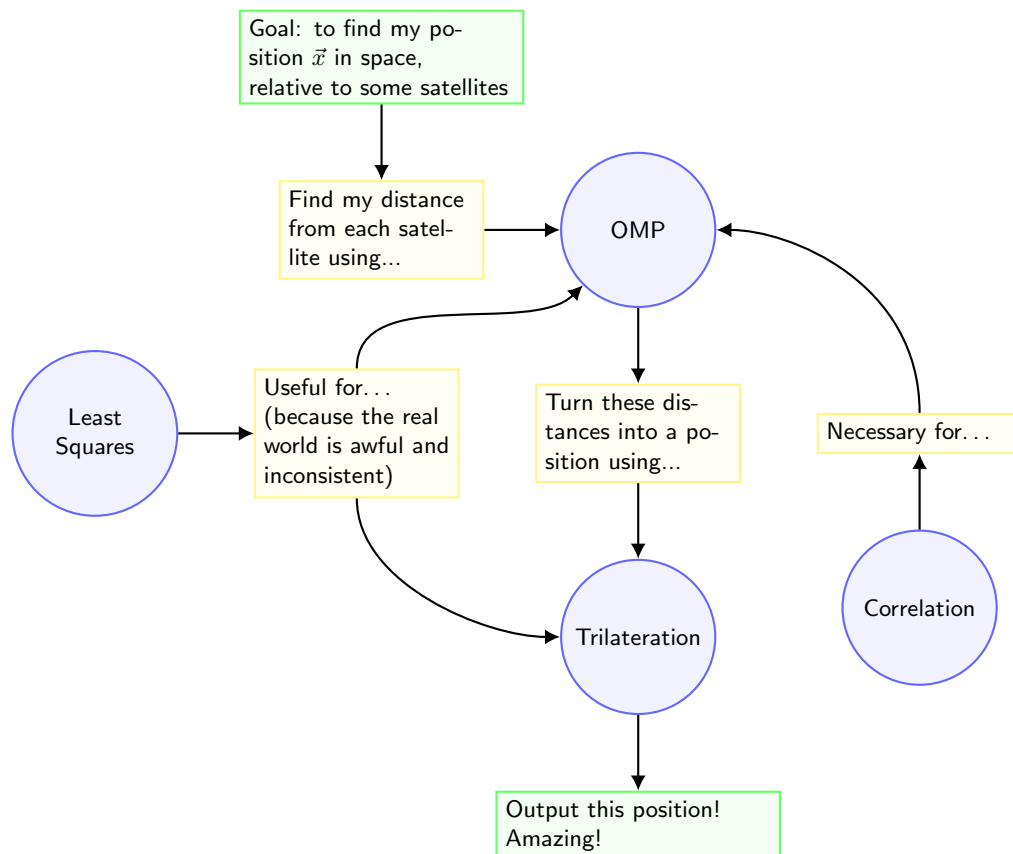 Goal: to find my po-
sition $\vec{x}$ in space,
relative to some satellites
Find my distance
from each satel-
lite using...
OMP
Least
Squares
Useful for...
(because the real
world is awful and
inconsistent)
Turn these dis-
tances into a po-
sition using...
Necessary for...
Trilateration
Correlation
Output this position!
Amazing!